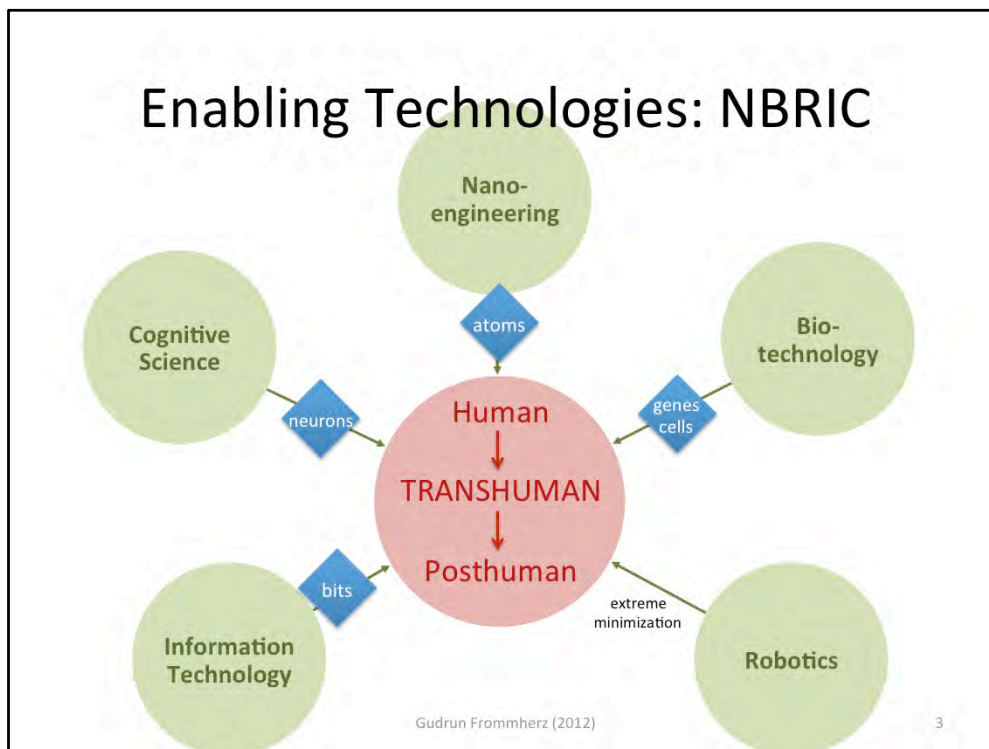 Enabling Technologies: NBRIC
Nano-
engineering
atoms
Cognitive
Science
neurons
Bio-
technology
genes
cells
Human
TRANSHUMAN
Posthuman
bits
Information
Technology
extreme
minimization
Robotics
Gudrun Frommherz (2012)
3